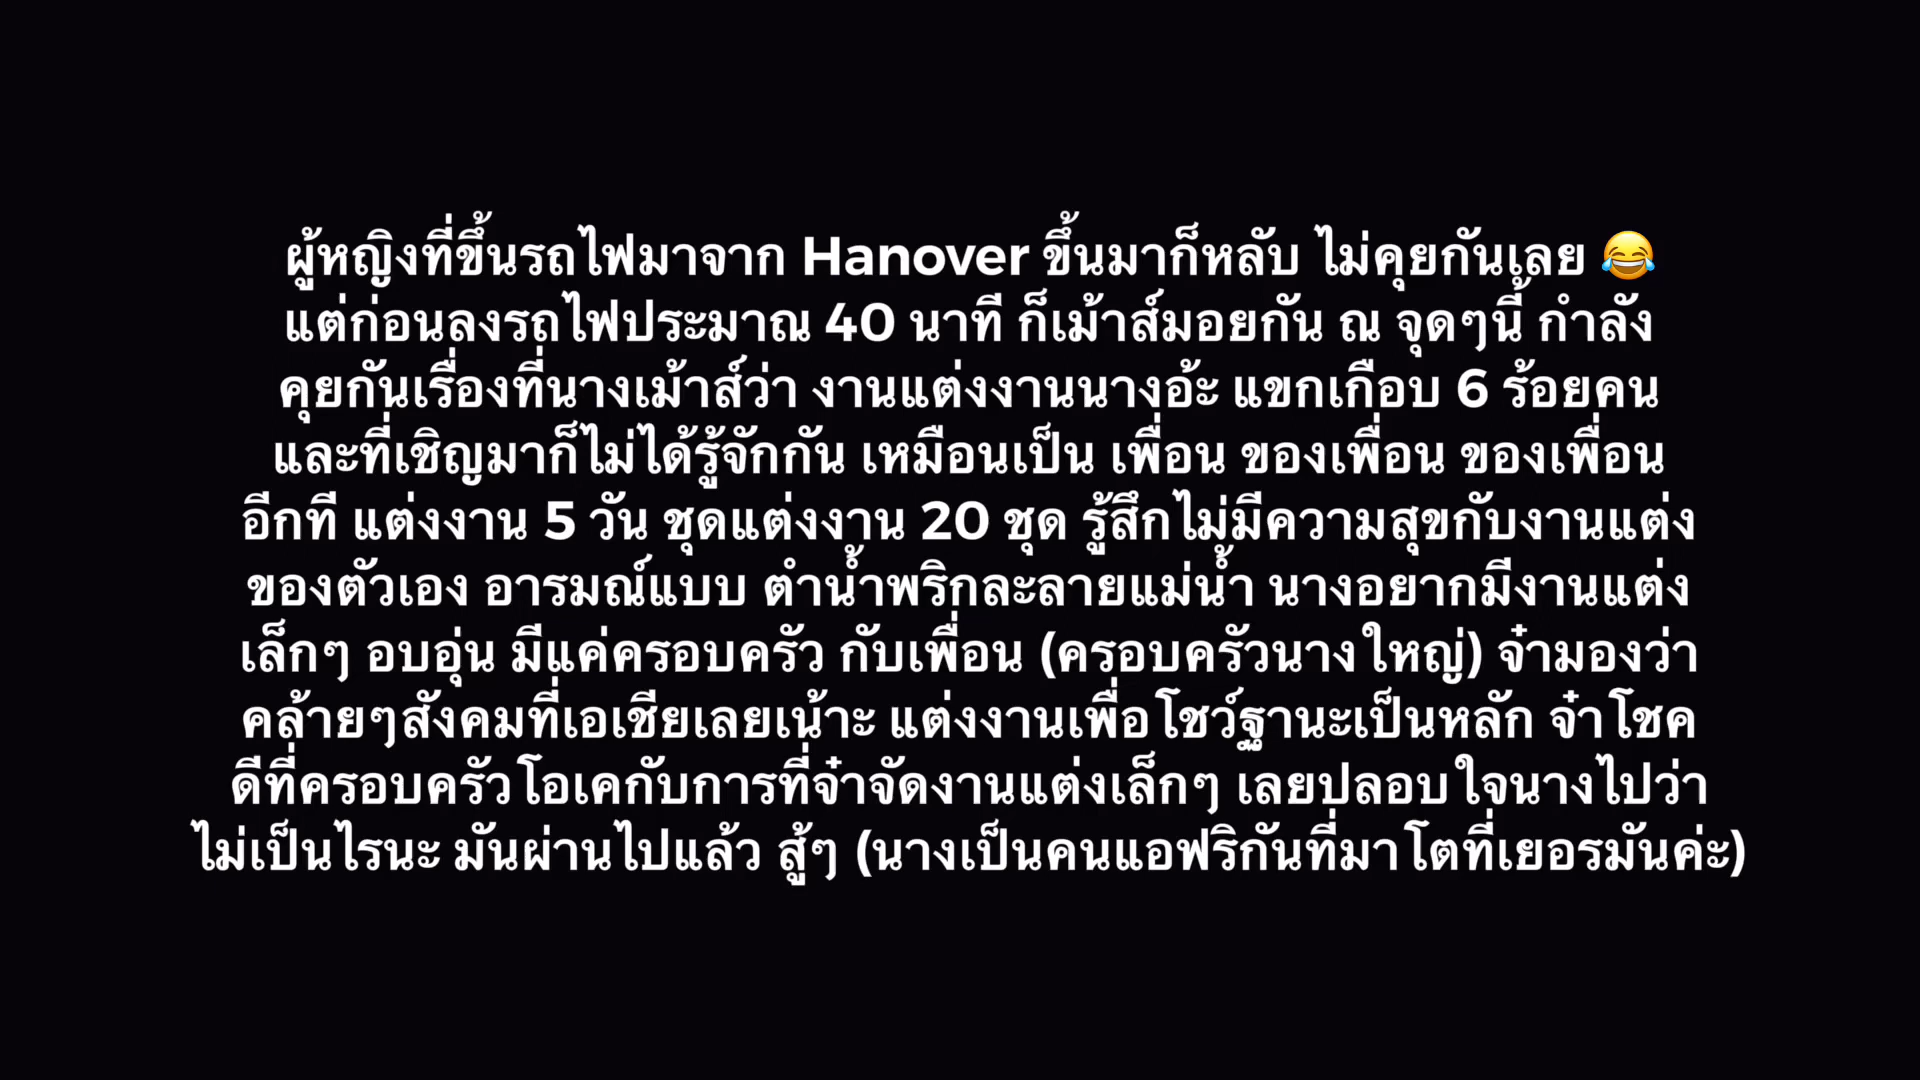 ผู้หญิงที่ขึ้นรถไฟมาจาก Hanover ขึ้นมาก็หลับ ไม่คุยกันเลย 😂
แต่ก่อนลงรถไฟประมาณ 40 นาที ก็เม้าส์มอยกัน ณ จุดๆนี้ กำลัง
คุยกันเรื่องที่นางเม้าส์ว่า งานแต่งงานนางอ้ะ แขกเกือบ 6 ร้อยคน
และที่เชิญมาก็ไม่ได้รู้จักกัน เหมือนเป็น เพื่อน ของเพื่อน ของเพื่อน
อีกที แต่งงาน 5 วัน ชุดแต่งงาน 20 ชุด รู้สึกไม่มีความสุขกับงานแต่ง
ของตัวเอง อารมณ์แบบ ตำน้ำพริกละลายแม่น้ำ นางอยากมีงานแต่ง
เล็กๆ อบอุ่น มีแค่ครอบครัว กับเพื่อน (ครอบครัวนางใหญ่) จ๋ามองว่า
คล้ายๆสังคมที่เอเชียเลยเน้าะ แต่งงานเพื่อโชว์ฐานะเป็นหลัก จ๋าโชค
ดีที่ครอบครัวโอเคกับการที่จ๋าจัดงานแต่งเล็กๆ เลยปลอบใจนางไปว่า
ไม่เป็นไรนะ มันผ่านไปแล้ว สู้ๆ (นางเป็นคนแอฟริกันที่มาโตที่เยอรมันค่ะ)